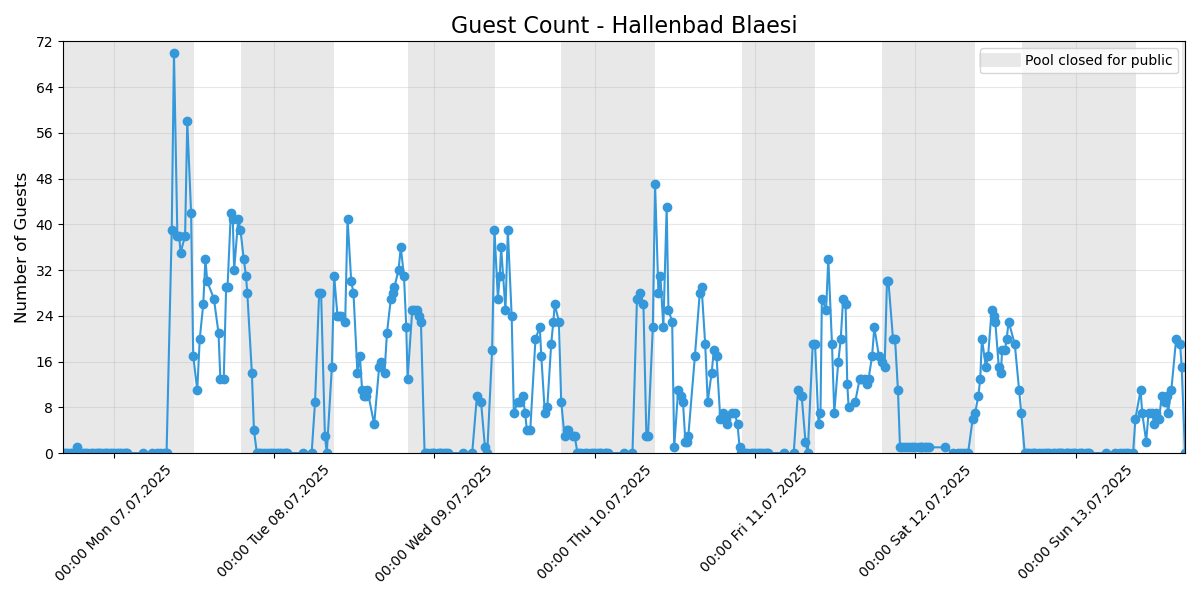 Guest Count - Hallenbad Blaesi
Pool closed for public
Number of Guests
72
64
56
48
40
32
24
16
8
0
00:00 Mon 07.07.2025
00:00 Tue 08.07.2025
00:00 Wed 09.07.2025
00:00 Thu 10.07.2025
00:00 Fri 11.07.2025
00:00 Sat 12.07.2025
00:00 Sun 13.07.2025